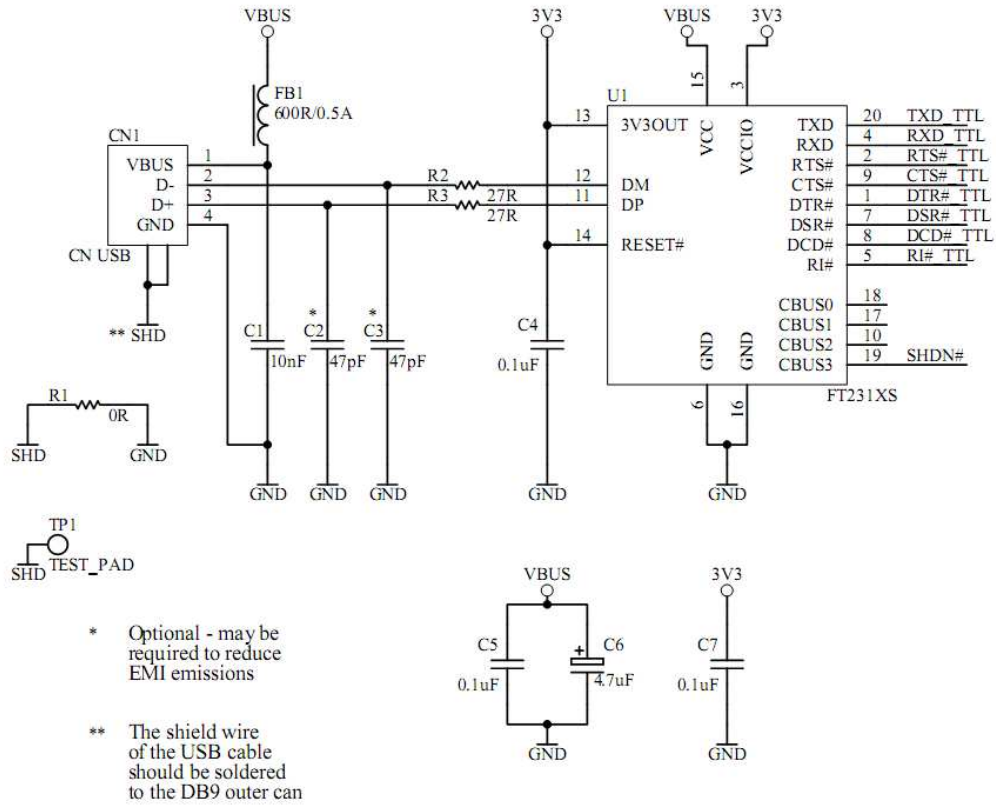 VBUS 3V3 VBUS 3V3
FB1
600R/0.5A
15 3
U1
CN1
13 3V3OUT VCC VCCIO TXD 20 TXD_TTL
RXD 4 RXD_TTL
VBUS 1
RTS# 2 RTS#_TTL
D- 2 R2 27R 12 DM CTS# 9 CTS#_TTL
D+ 3 R3 27R 11 DP DTR# 1 DTR#_TTL
GND 4 DSR# 7 DSR#_TTL
14 RESET# DCD# 8 DCD#_TTL
CN USB RI# 5 RI#_TTL
CBUS0 18
CBUS1 17
CBUS2 10
CBUS3 19 SHDN#
** SHD
C1 10nF
* C2 47pF
* C3 47pF
C4 0.1uF
GND GND
6 16
FT231XS
R1 0R
SHD GND
GND GND GND GND GND
TP1
TEST_PAD
SHD
VBUS 3V3
C5 0.1uF
+ C6 4.7uF
C7 0.1uF
GND GND
* Optional - may be
required to reduce
EMI emissions
** The shield wire
of the USB cable
should be soldered
to the DB9 outer can